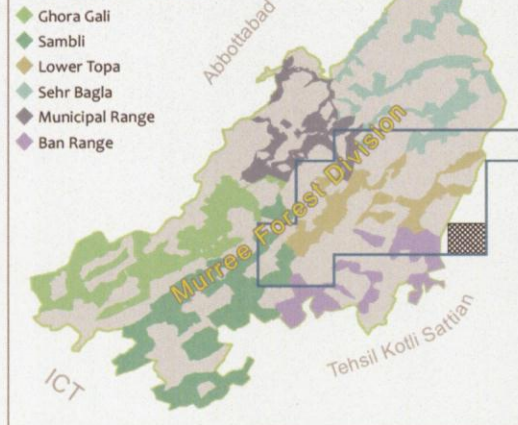 Ghora Gali
Sambli
Lower Topa
Sehr Bagla
Municipal Range
Ban Range
Abbottabad
Murree Forest Division
Tehsil Kotli Sattian
ICT